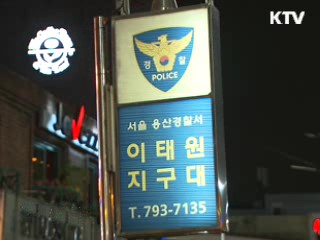 KTV
경찰
POLICE
서울 용산경찰서
이태원
지구대
T. 793-7135